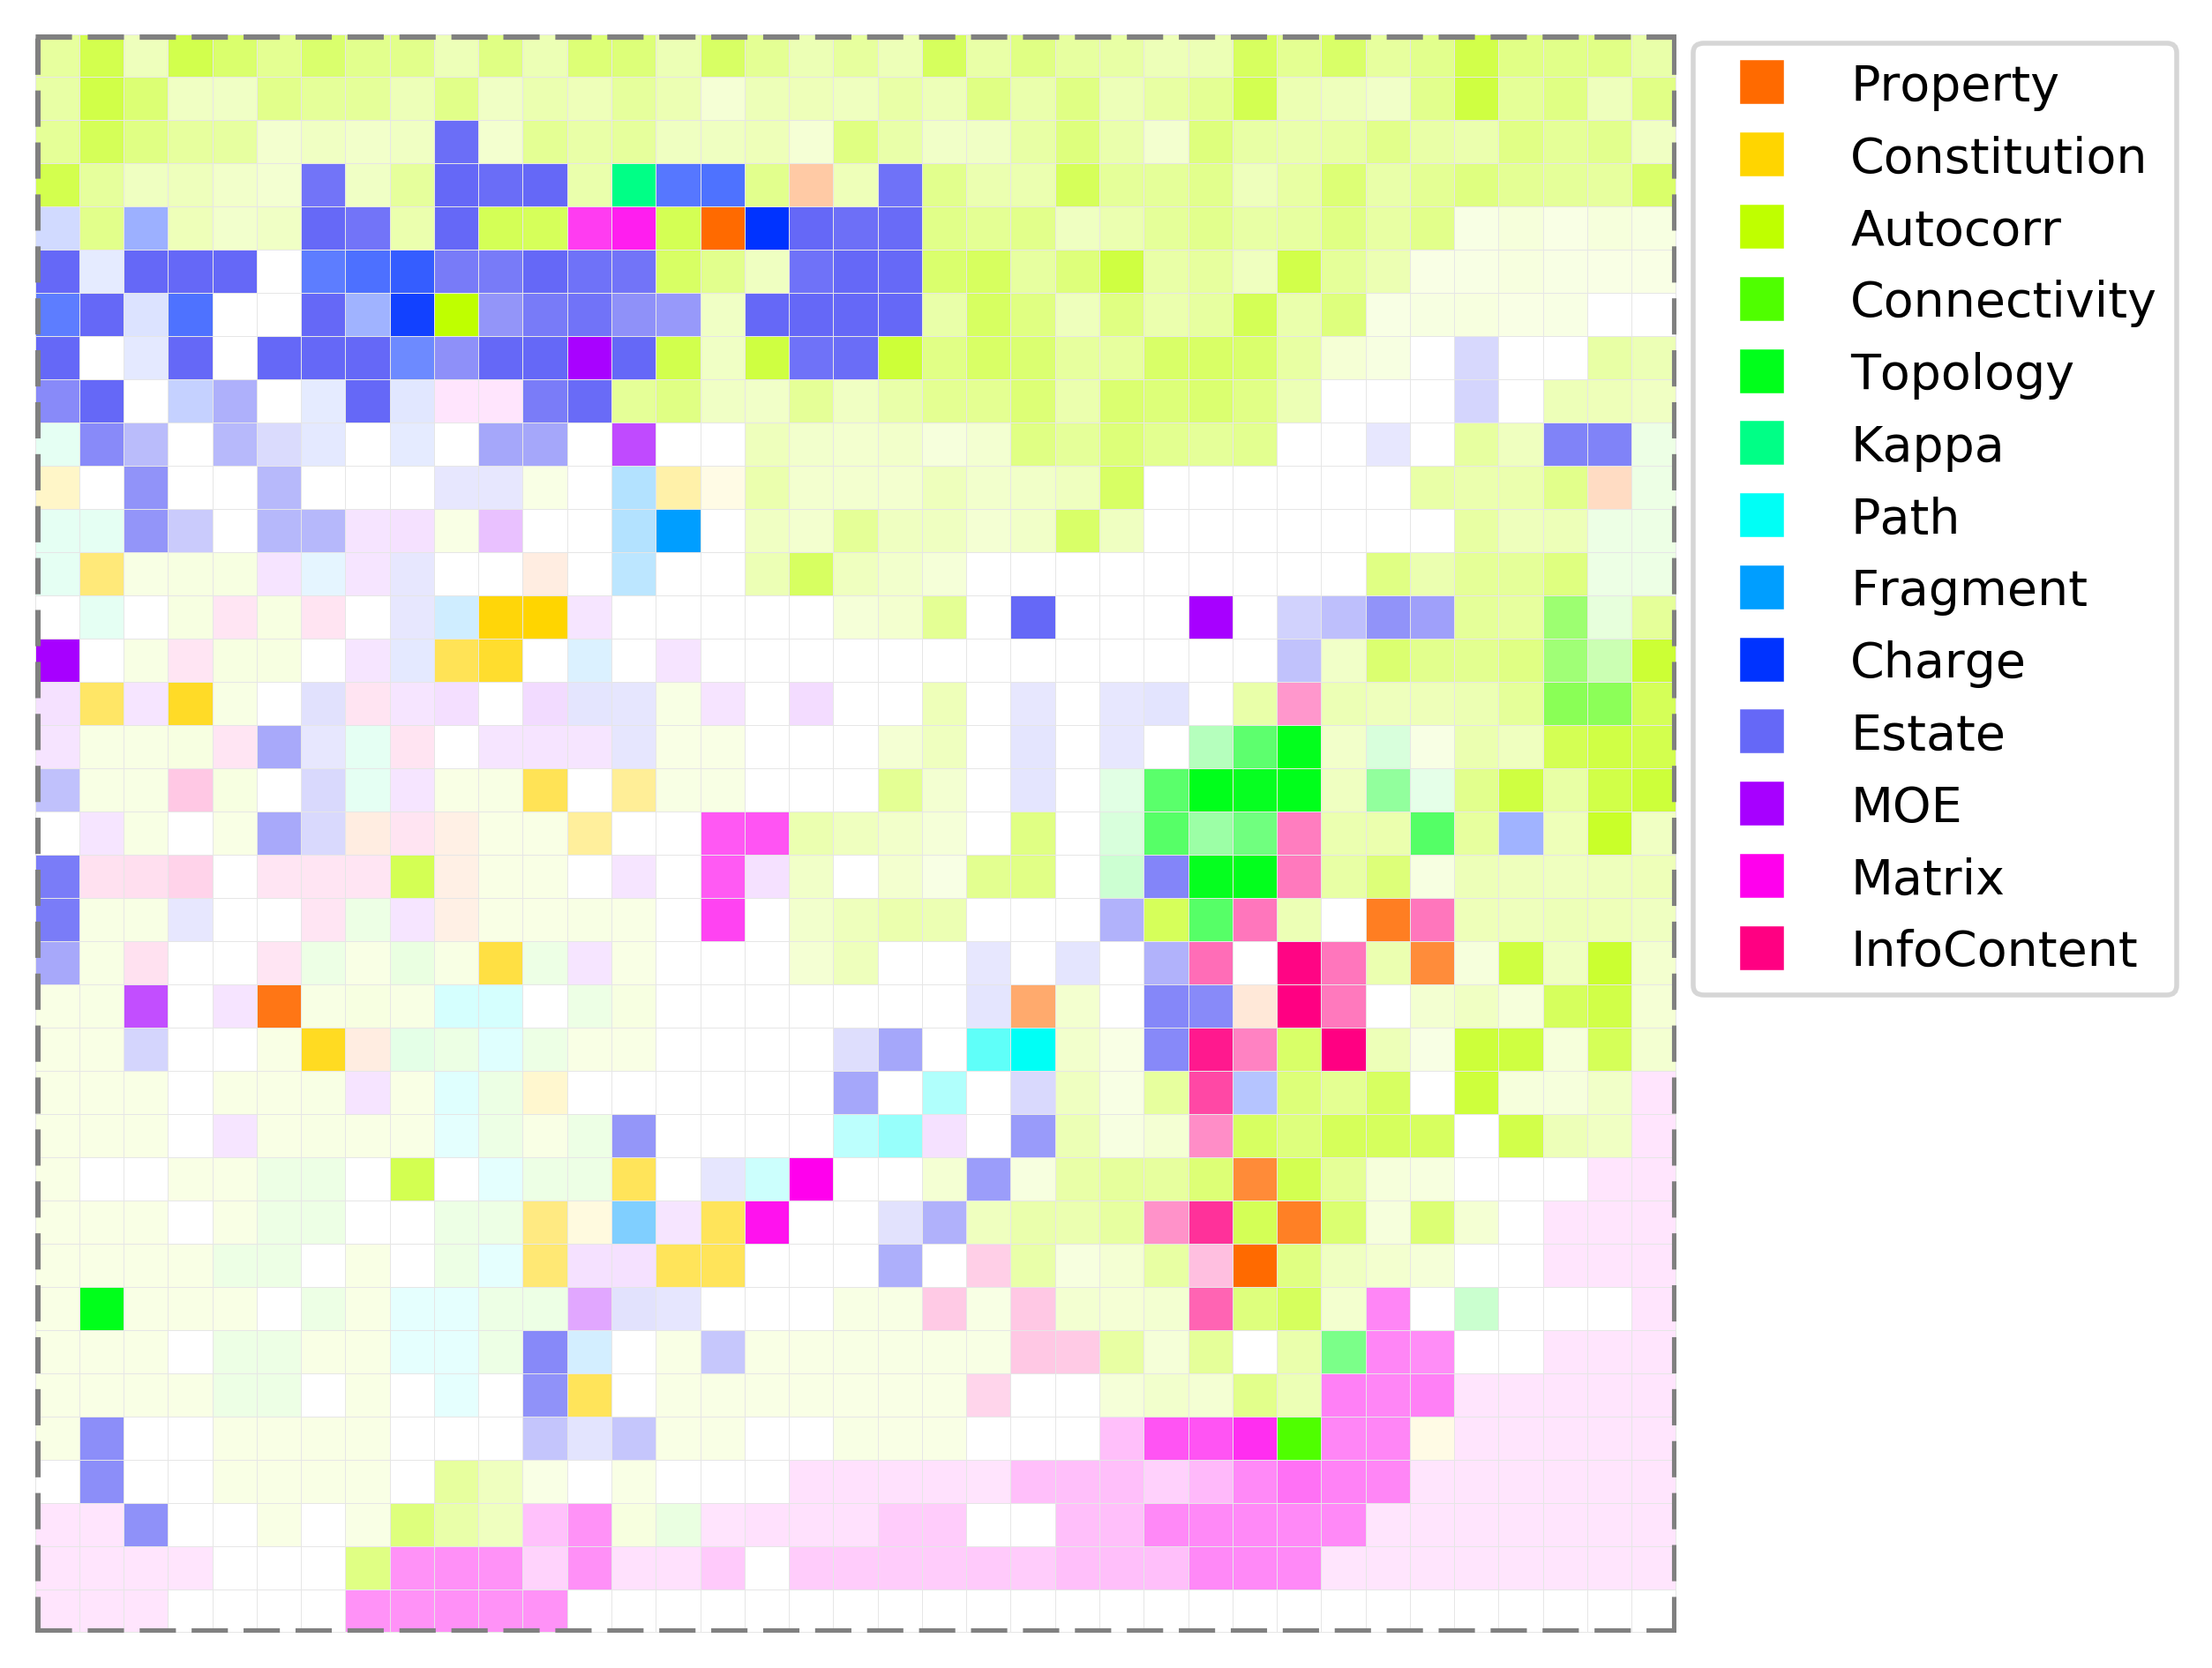 Property
Constitution
Autocorr
Connectivity
Topology
Kappa
Path
Fragment
Charge
Estate
MOE
Matrix
InfoContent